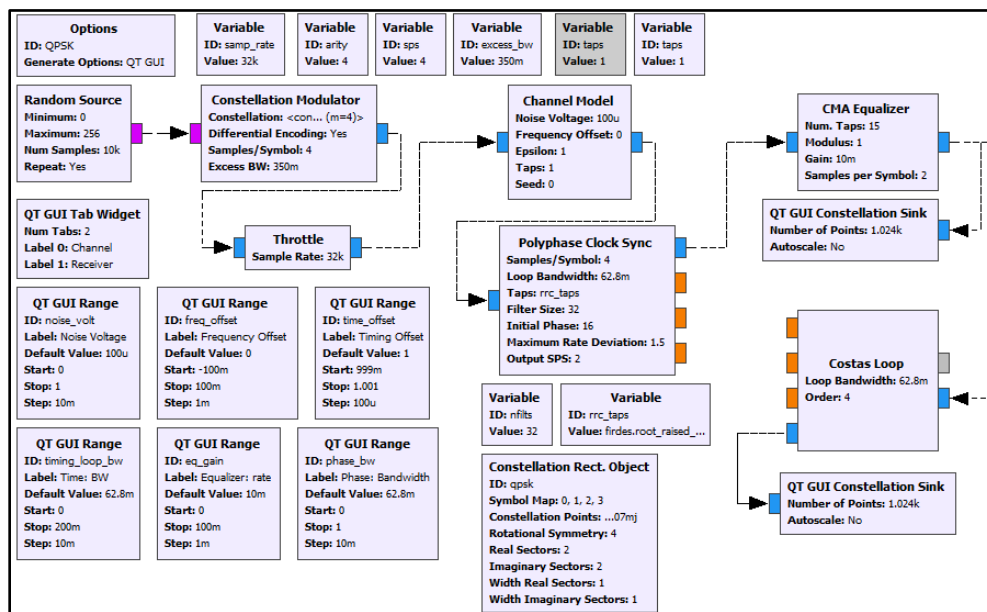 Options
ID: QPSK
Generate Options: QT GUI
Variable
ID: samp_rate
Value: 32k
Variable
ID: arity
Value: 4
Variable
ID: sps
Value: 4
Variable
ID: excess_bw
Value: 350m
Variable
ID: taps
Value: 1
Variable
ID: taps
Value: 1
Random Source
Minimum: 0
Maximum: 256
Num Samples: 10k
Repeat: Yes
Constellation Modulator
Constellation: <con... (m=4)>
Differential Encoding: Yes
Samples/Symbol: 4
Excess BW: 350m
Channel Model
Noise Voltage: 100u
Frequency Offset: 0
Epsilon: 1
Taps: 1
Seed: 0
CMA Equalizer
Num. Taps: 15
Modulus: 1
Gain: 10m
Samples per Symbol: 2
QT GUI Tab Widget
Num Tabs: 2
Label 0: Channel
Label 1: Receiver
Throttle
Sample Rate: 32k
Polyphase Clock Sync
Samples/Symbol: 4
Loop Bandwidth: 62.8m
Taps: rrc_taps
Filter Size: 32
Initial Phase: 16
Maximum Rate Deviation: 1.5
Output SPS: 2
QT GUI Constellation Sink
Number of Points: 1.024k
Autoscale: No
QT GUI Range
ID: noise_volt
Label: Noise Voltage
Default Value: 100u
Start: 0
Stop: 1
Step: 10m
QT GUI Range
ID: freq_offset
Label: Frequency Offset
Default Value: 0
Start: -100m
Stop: 100m
Step: 1m
QT GUI Range
ID: time_offset
Label: Timing Offset
Default Value: 1
Start: 999m
Stop: 1.001
Step: 100u
Costas Loop
Loop Bandwidth: 62.8m
Order: 4
Variable
ID: nfilts
Value: 32
Variable
ID: rrc_taps
Value: firdes.root_raised_...
QT GUI Range
ID: timing_loop_bw
Label: Time: BW
Default Value: 62.8m
Start: 0
Stop: 200m
Step: 10m
QT GUI Range
ID: eq_gain
Label: Equalizer: rate
Default Value: 10m
Start: 0
Stop: 100m
Step: 1m
QT GUI Range
ID: phase_bw
Label: Phase: Bandwidth
Default Value: 62.8m
Start: 0
Stop: 1
Step: 10m
Constellation Rect. Object
ID: qpsk
Symbol Map: 0, 1, 2, 3
Constellation Points: ...07mj
Rotational Symmetry: 4
Real Sectors: 2
Imaginary Sectors: 2
Width Real Sectors: 1
Width Imaginary Sectors: 1
QT GUI Constellation Sink
Number of Points: 1.024k
Autoscale: No